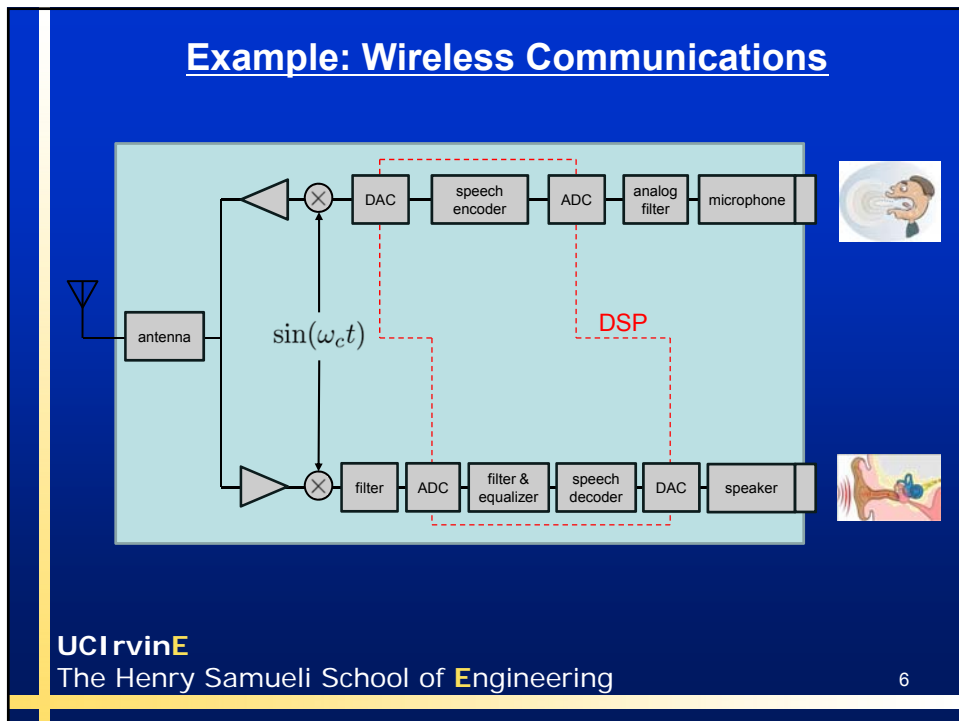 Example: Wireless Communications
DAC
speech
encoder
ADC
analog
filter
microphone
antenna
sin(ω_c t)
DSP
filter
ADC
filter &
equalizer
speech
decoder
DAC
speaker
UCIrvinE
The Henry Samueli School of Engineering
6